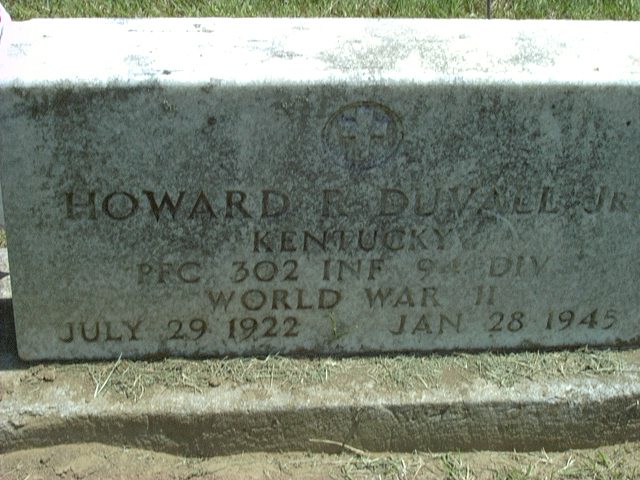 HOWARD R DUVALL JR
KENTUCKY
PFC 302 INF 94 DIV
WORLD WAR II
JULY 29 1922 JAN 28 1945